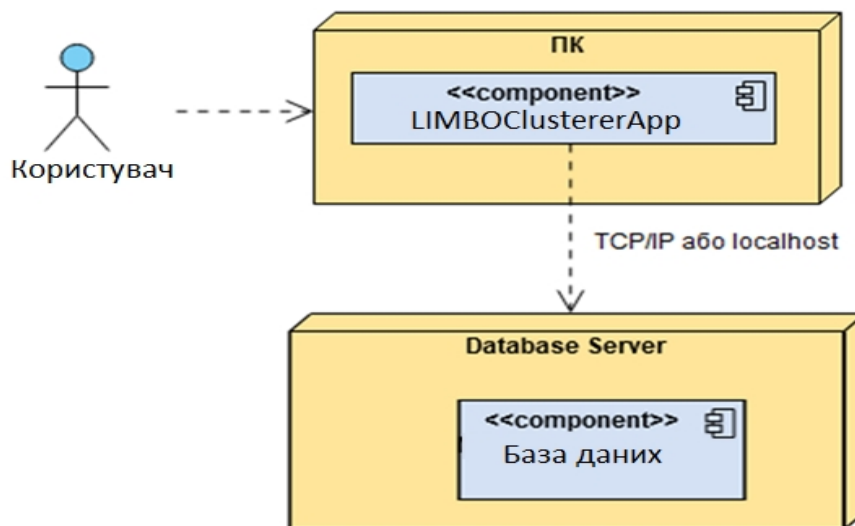 ПК
<<component>>
LIMBOClustererApp
Користувач
TCP/IP або localhost
Database Server
<<component>>
База даних